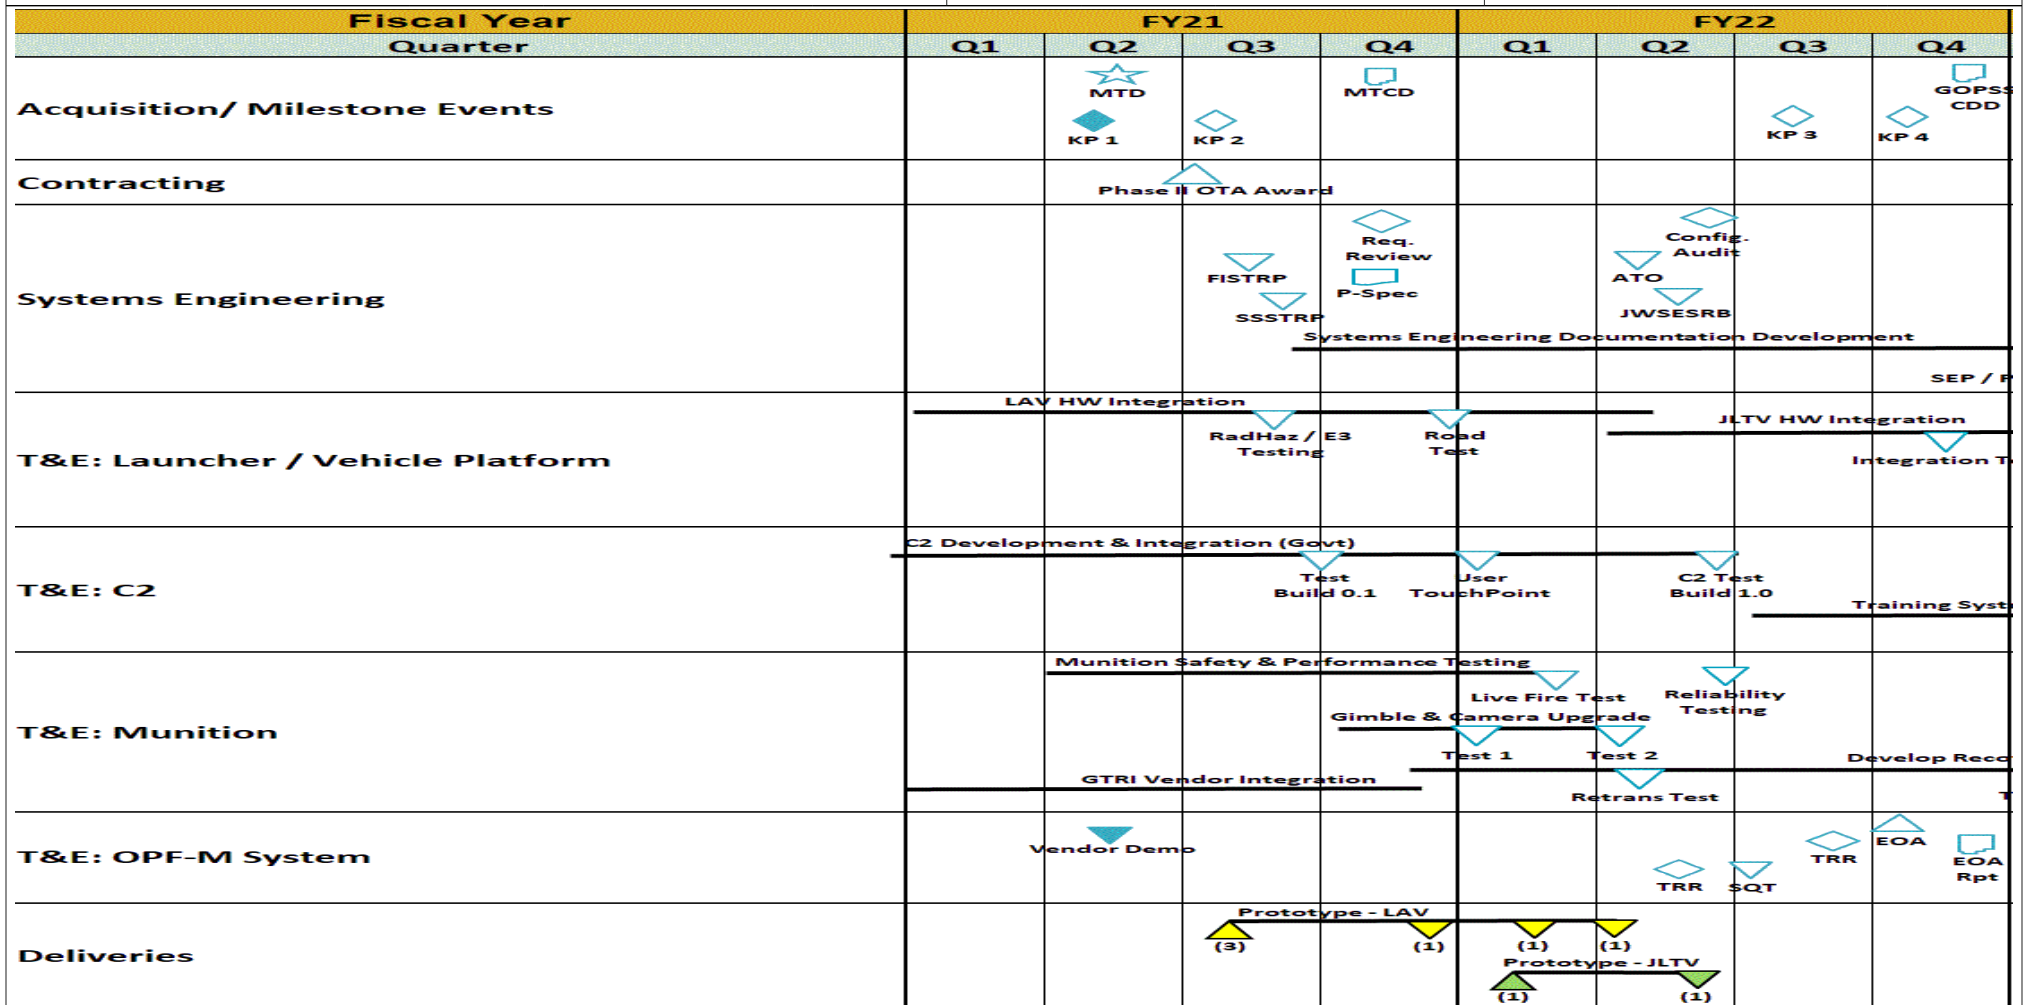 Fiscal Year FY21 FY22
Quarter Q1 Q2 Q3 Q4 Q1 Q2 Q3 Q4
Acquisition/ Milestone Events
MTD
MTCD
GOPSS
CDD
KP 1
KP 2
KP 3
KP 4
Contracting
Phase II OTA Award
Systems Engineering
Req.
Review
Config.
Audit
FISTRP
P-Spec
ATO
SSSTRP
JWSESRB
Systems Engineering Documentation Development
SEP / P
T&E: Launcher / Vehicle Platform
LAV HW Integration
JLTV HW Integration
RadHaz / E3
Testing
Road
Test
Integration T
T&E: C2
C2 Development & Integration (Govt)
Test
Build 0.1
User
TouchPoint
C2 Test
Build 1.0
Training Syst
T&E: Munition
Munition Safety & Performance Testing
Live Fire Test
Reliability
Testing
Gimble & Camera Upgrade
Test 1
Test 2
Develop Reco
GTRI Vendor Integration
Retrans Test
T
T&E: OPF-M System
Vendor Demo
TRR
SQT
TRR
EOA
EOA
Rpt
Deliveries
Prototype - LAV
(3)
(1)
(1)
(1)
Prototype - JLTV
(1)
(1)